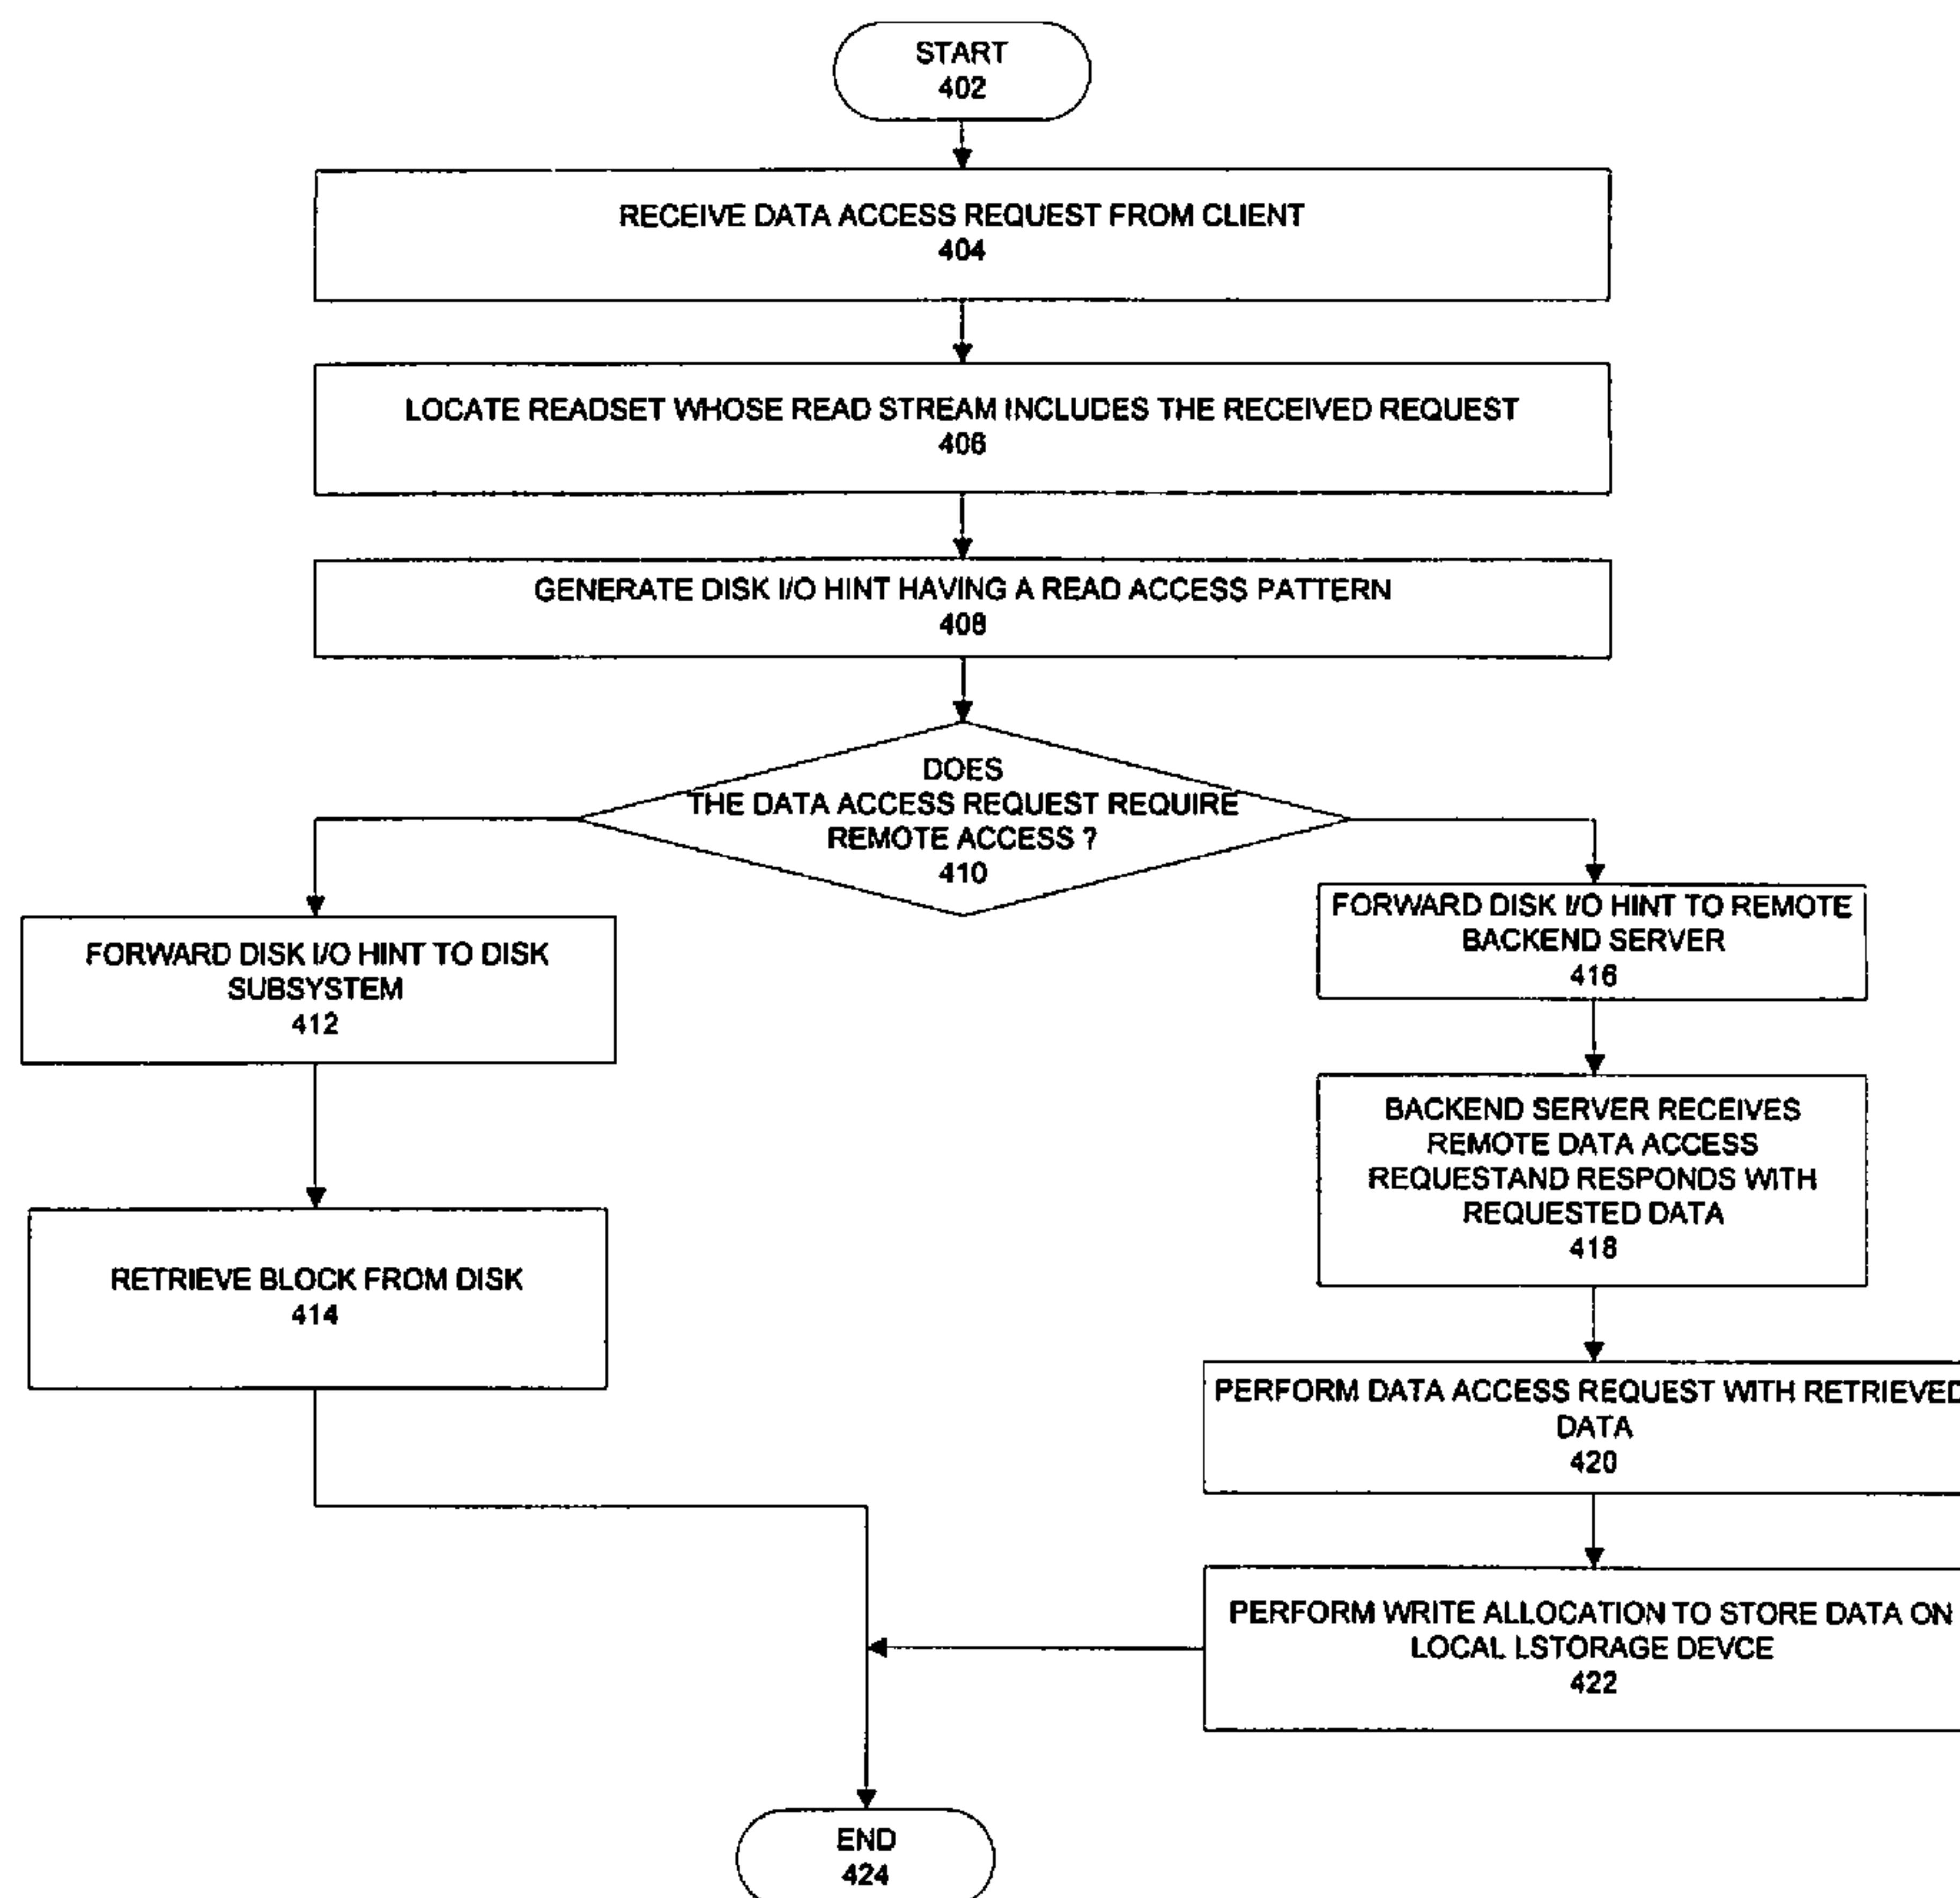 START
402
RECEIVE DATA ACCESS REQUEST FROM CLIENT
404
LOCATE READSET WHOSE READ STREAM INCLUDES THE RECEIVED REQUEST
406
GENERATE DISK I/O HINT HAVING A READ ACCESS PATTERN
408
DOES
THE DATA ACCESS REQUEST REQUIRE
REMOTE ACCESS ?
410
FORWARD DISK I/O HINT TO DISK
SUBSYSTEM
412
RETRIEVE BLOCK FROM DISK
414
FORWARD DISK I/O HINT TO REMOTE
BACKEND SERVER
416
BACKEND SERVER RECEIVES
REMOTE DATA ACCESS
REQUESTAND RESPONDS WITH
REQUESTED DATA
418
PERFORM DATA ACCESS REQUEST WITH RETRIEVED
DATA
420
PERFORM WRITE ALLOCATION TO STORE DATA ON
LOCAL LSTORAGE DEVCE
422
END
424